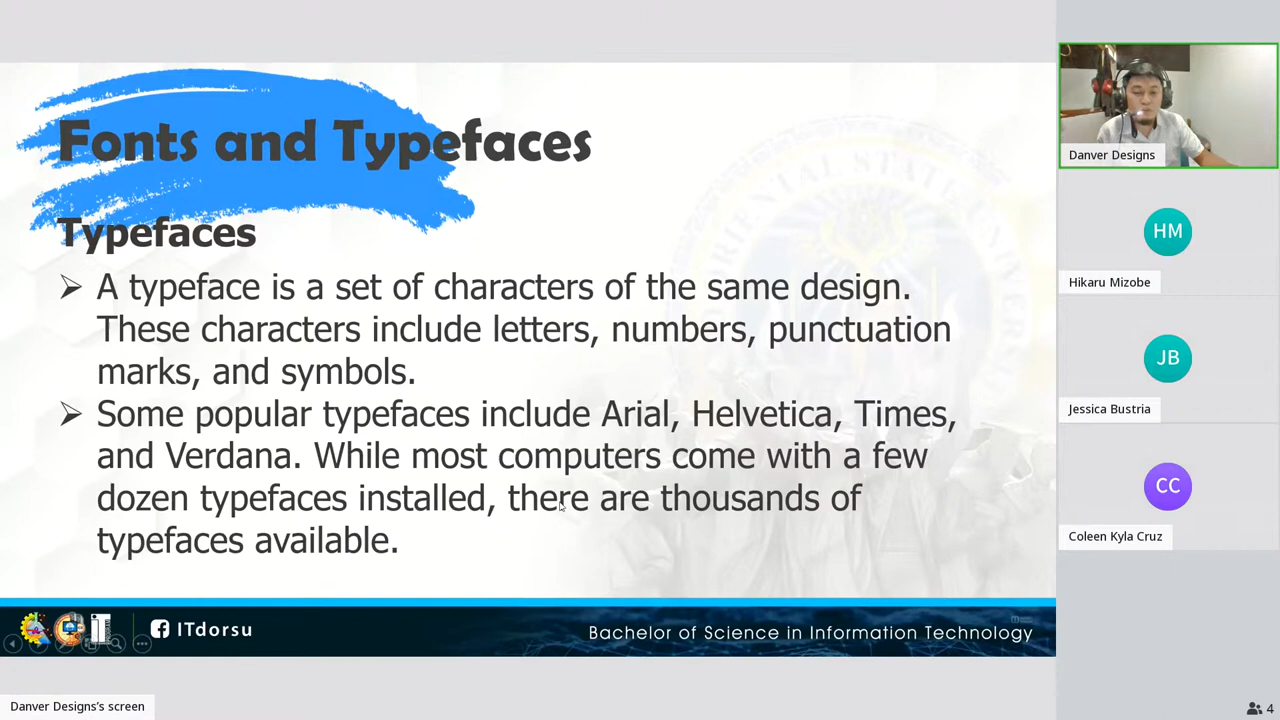 Fonts and Typefaces
Typefaces
A typeface is a set of characters of the same design.
These characters include letters, numbers, punctuation
marks, and symbols.
Some popular typefaces include Arial, Helvetica, Times,
and Verdana. While most computers come with a few
dozen typefaces installed, there are thousands of
typefaces available.
ITdorsu
Bachelor of Science in Information Technology
Danver Designs's screen
Danver Designs
HM
Hikaru Mizobe
JB
Jessica Bustria
CC
Coleen Kyla Cruz
4